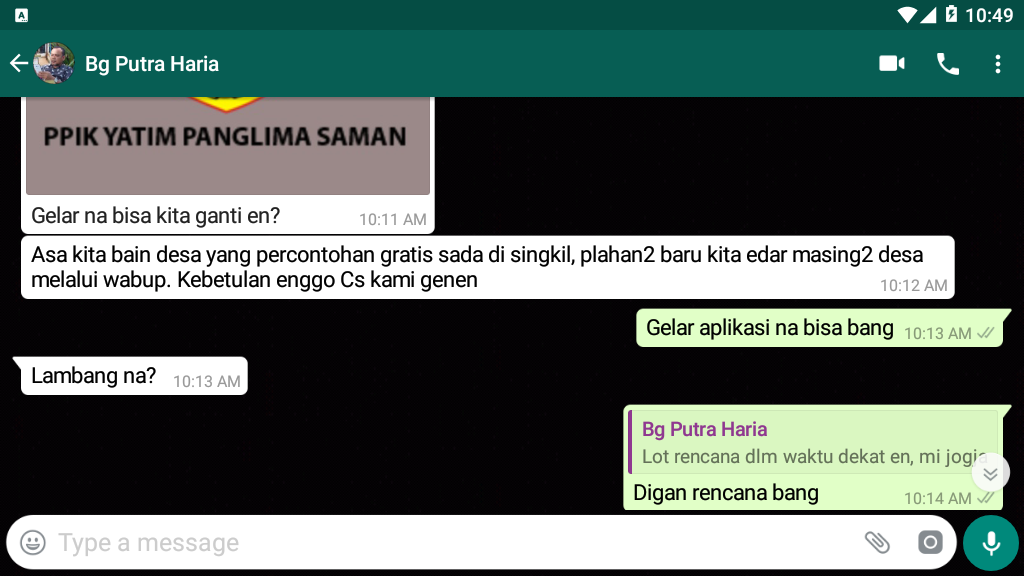 A
10:49
Bg Putra Haria
PPIK YATIM PANGLIMA SAMAN
Gelar na bisa kita ganti en?
10:11 AM
Asa kita bain desa yang percontohan gratis sada di singkil, plahan2 baru kita edar masing2 desa
melalui wabup. Kebetulan enggo Cs kami genen
10:12 AM
Gelar aplikasi na bisa bang
10:13 AM
Lambang na?
10:13 AM
Bg Putra Haria
Lot rencana dlm waktu dekat en, mi jogja
Digan rencana bang
10:14 AM
Type a message